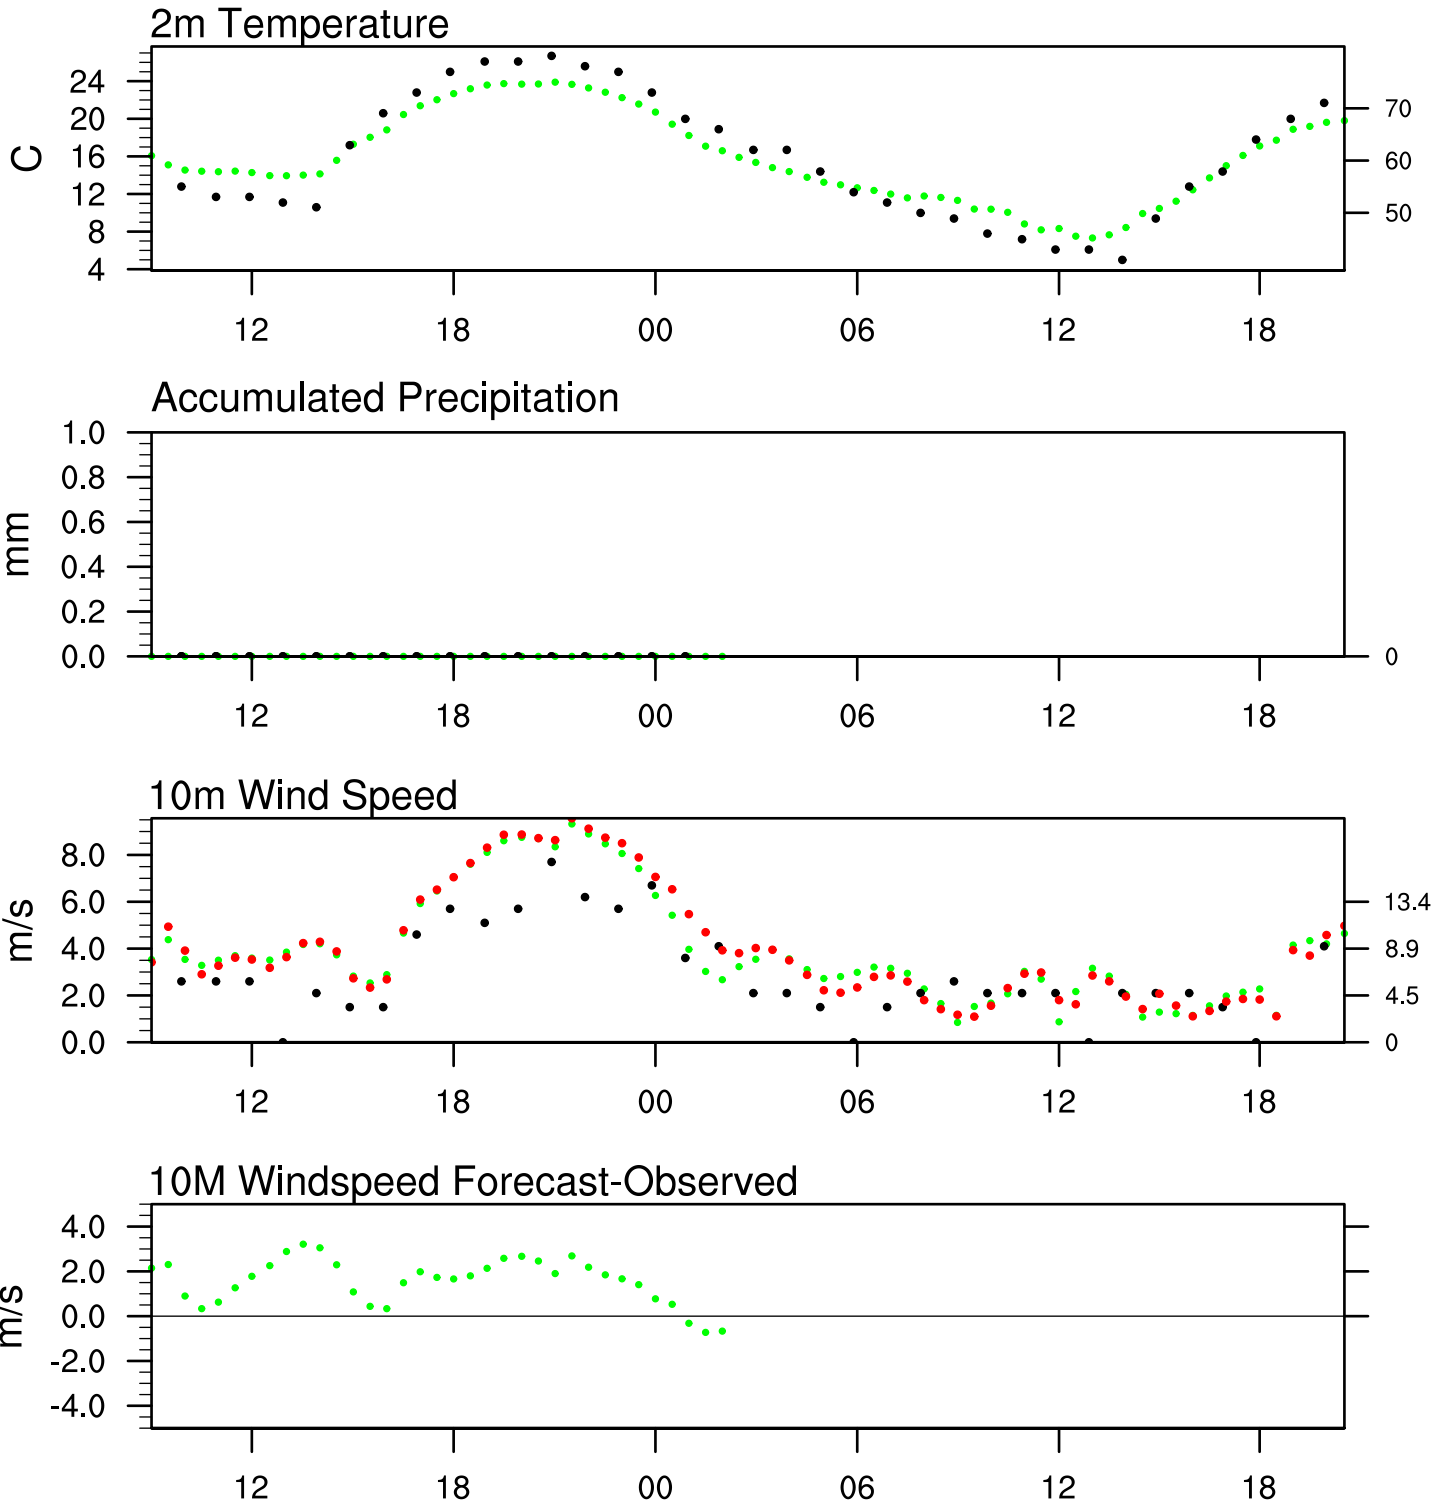 2m Temperature
24
20
16
12
8
4
C
70
60
50
12 18 00 06 12 18
Accumulated Precipitation
1.0
0.8
0.6
0.4
0.2
0.0
mm
0
12 18 00 06 12 18
10m Wind Speed
8.0
6.0
4.0
2.0
0.0
m/s
13.4
8.9
4.5
0
12 18 00 06 12 18
10M Windspeed Forecast-Observed
4.0
2.0
0.0
-2.0
-4.0
m/s
12 18 00 06 12 18